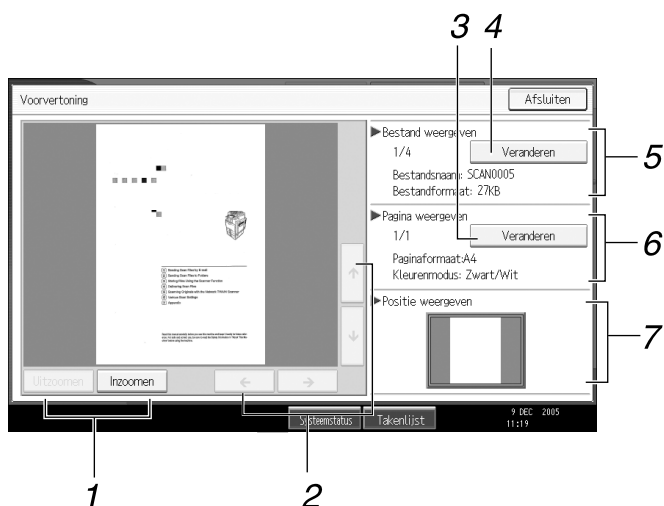 3 4
Voorvertoning
Afsluiten
▶Bestand weergeven
1/4
Veranderen
5
Bestandsnaam: SCAN0005
Bestandformaat: 27KB
▶Pagina weergeven
1/1
Veranderen
6
Paginaformaat:A4
Kleurenmodus: Zwart/Wit
▶Positie weergeven
7
Uitzoomen
Inzoomen
Systeemstatus
Takenlijst
9 DEC 2005
11:19
1 2